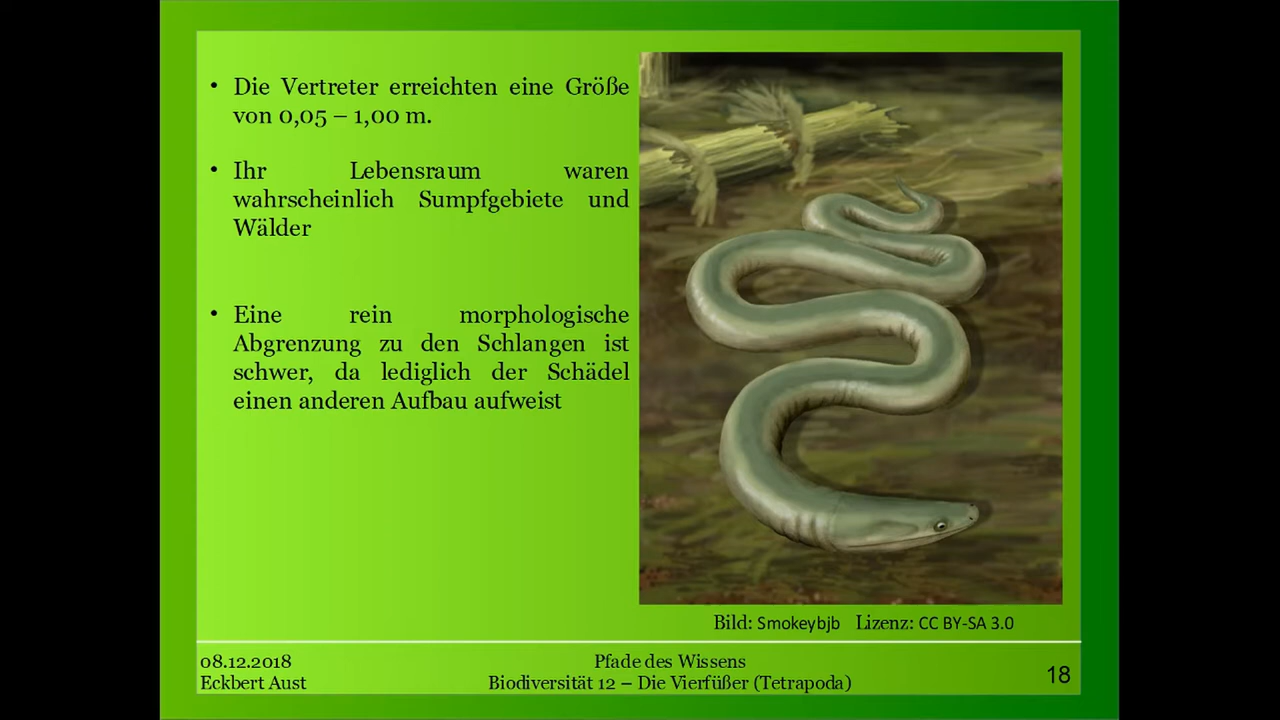 • Die Vertreter erreichten eine Größe
von 0,05 – 1,00 m.
• Ihr Lebensraum waren
wahrscheinlich Sumpfgebiete und
Wälder
• Eine rein morphologische
Abgrenzung zu den Schlangen ist
schwer, da lediglich der Schädel
einen anderen Aufbau aufweist
Bild: Smokeybjb Lizenz: CC BY-SA 3.0
08.12.2018
Eckbert Aust
Pfade des Wissens
Biodiversität 12 – Die Vierfüßer (Tetrapoda)
18